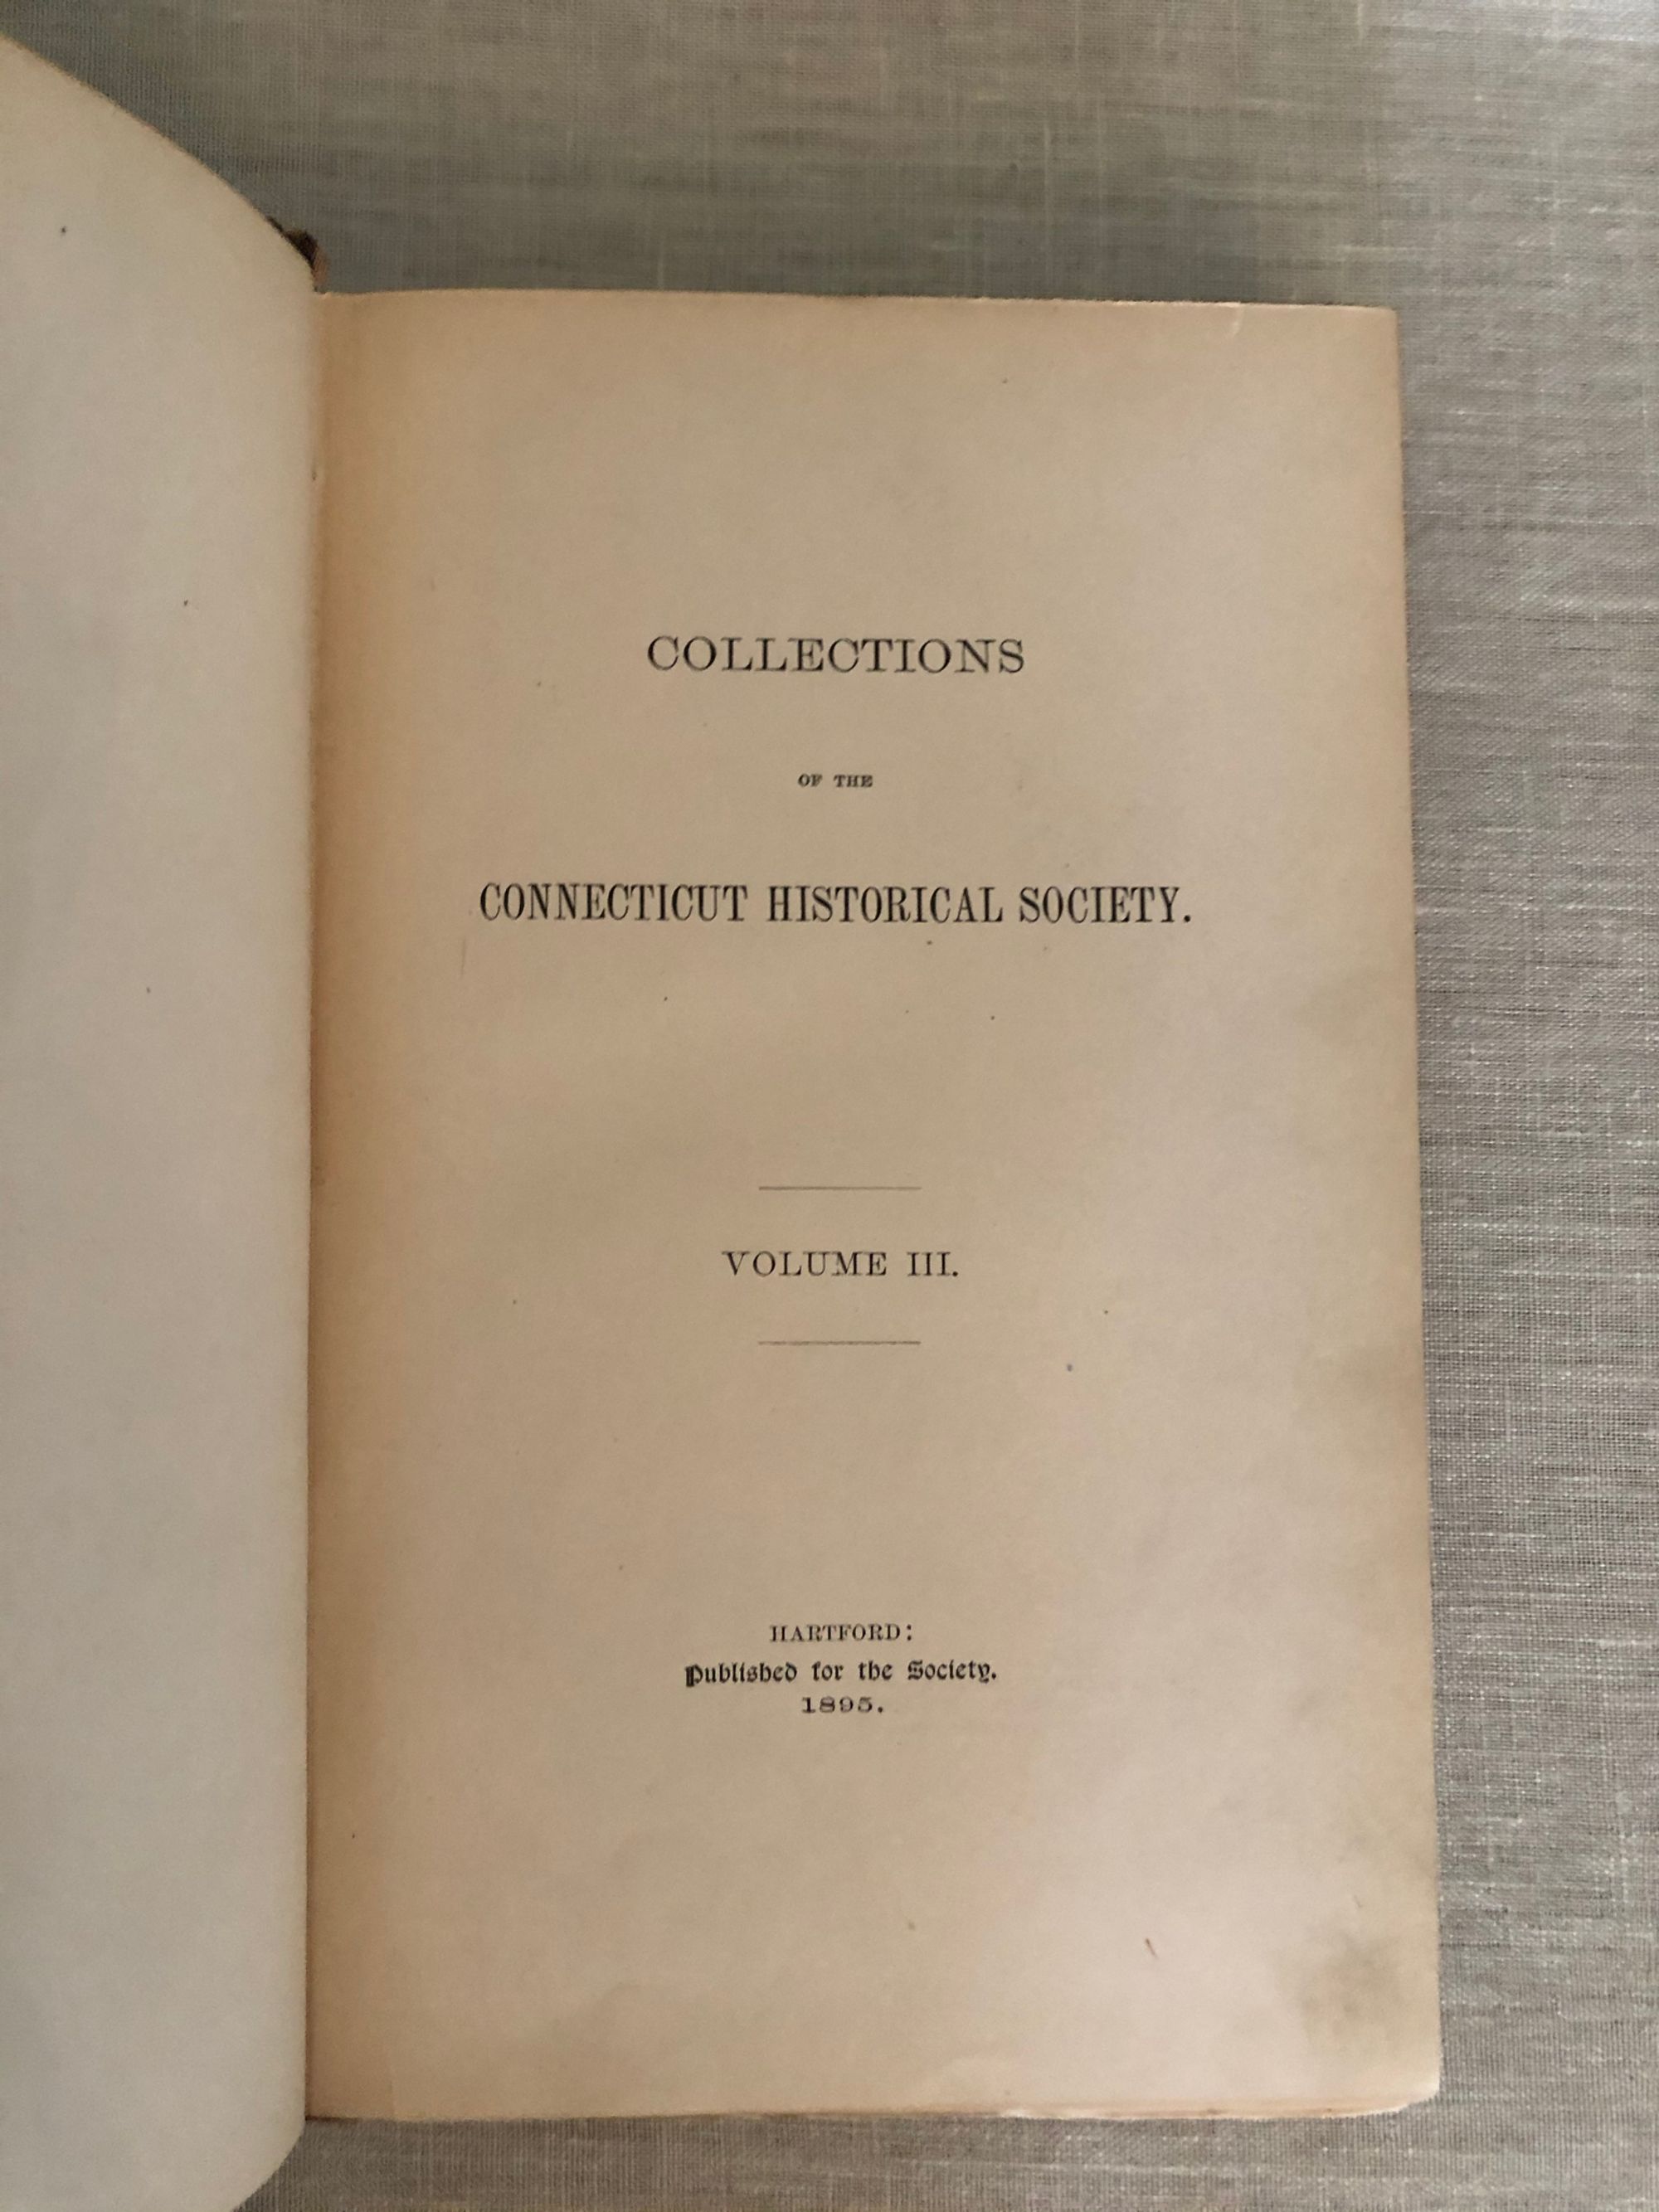 COLLECTIONS
OF THE
CONNECTICUT HISTORICAL SOCIETY.
VOLUME III.
HARTFORD:
Published for the Society.
1895.